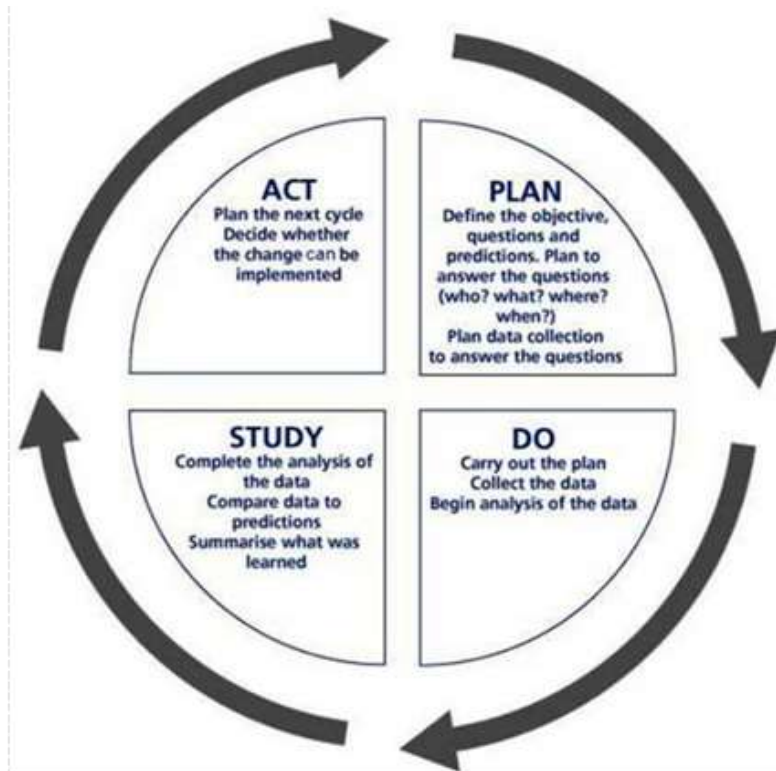 ACT
Plan the next cycle
Decide whether
the change can be
implemented
PLAN
Define the objective,
questions and
predictions. Plan to
answer the questions
(who? what? where?
when?)
Plan data collection
to answer the questions
STUDY
Complete the analysis of
the data
Compare data to
predictions
Summarise what was
learned
DO
Carry out the plan
Collect the data
Begin analysis of the data